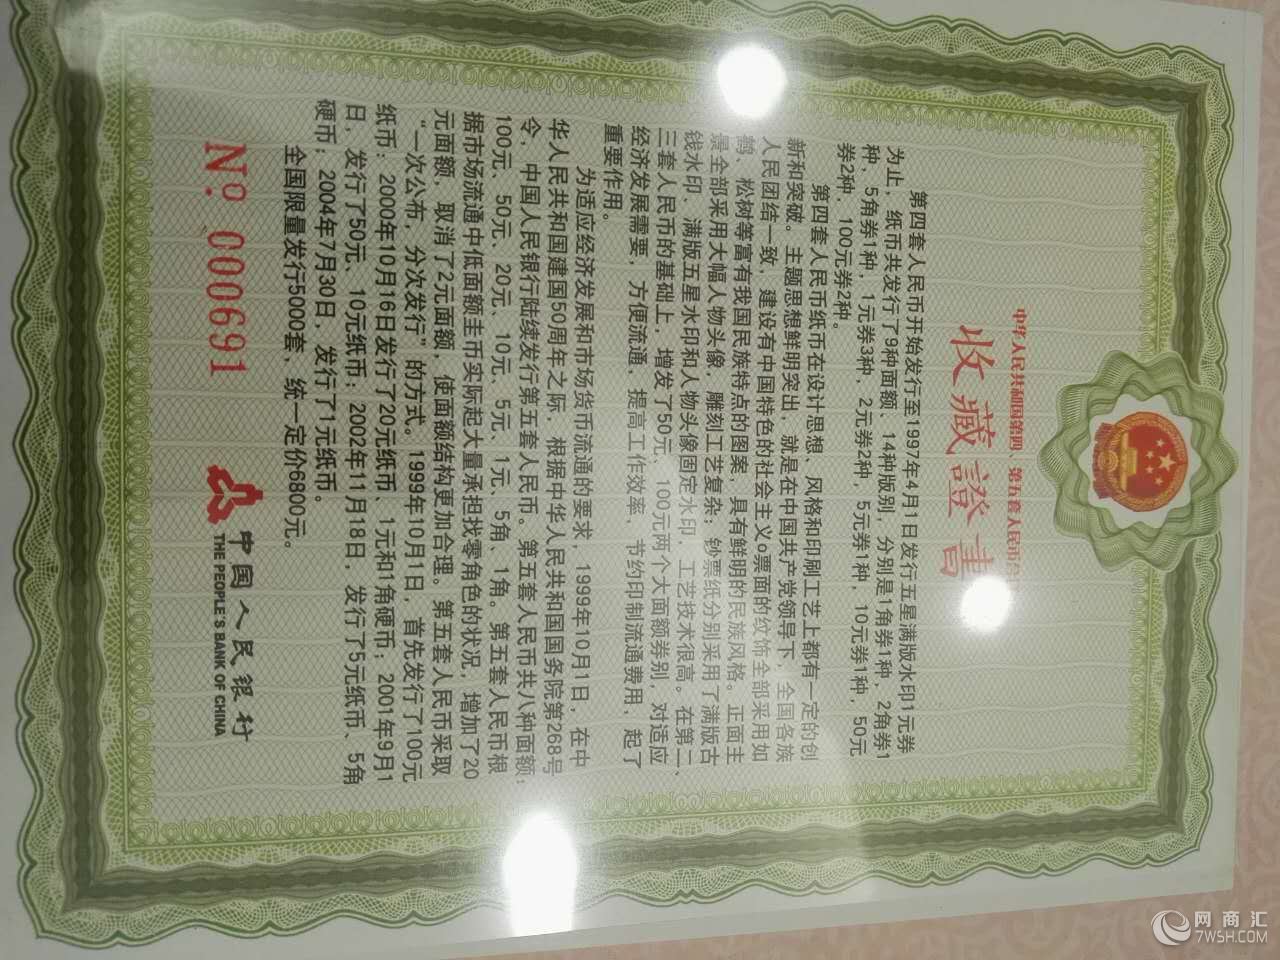 中华人民共和国第四、第五套人民币
收藏證書
第四套人民币开始发行至1997年4月1日发行五星满版水印1元券
为止，纸币共发行了9种面额、14种版别，分别是1角券1种，2角券1
种，5角券1种，1元券3种，2元券2种，5元券1种，10元券1种，50元
券2种，100元券2种。
第四套人民币纸币在设计思想、风格和印刷工艺上都有一定的创
新和突破。主题思想鲜明突出，就是在中国共产党领导下，全国各族
人民团结一致，建设有中国特色的社会主义o票面的纹饰全部采用如
鹤、松树等富有我国民族特点的图案，具有鲜明的民族风格。正面主
景全部采用大幅人物头像，雕刻工艺复杂；钞票纸分别采用了满版古
钱水印、满版五星水印和人物头像固定水印，工艺技术很高。在第二、
三套人民币的基础上，增发了50元、100元两个大面额券别，对适应
经济发展需要，方便流通，提高工作效率，节约印制流通费用，起了
重要作用。
为适应经济发展和市场货币流通的要求，1999年10月1日，在中
华人民共和国建国50周年之际，根据中华人民共和国国务院第268号
令，中国人民银行陆续发行第五套人民币。第五套人民币共八种面额：
100元、50元、20元、10元、5元、1元、5角、1角。第五套人民币根
据市场流通中低面额主币实际起大量承担找零角色的状况，增加了20
元面额，取消了2元面额，使面额结构更加合理。第五套人民币采取
“一次公布，分次发行”的方式。1999年10月1日，首先发行了100元
纸币；2000年10月16日发行了20元纸币、1元和1角硬币；2001年9月1
日，发行了50元、10元纸币；2002年11月18日，发行了5元纸币、5角
硬币；2004年7月30日，发行了1元纸币。
全国限量发行5000套，统一定价6800元。
Nº 000691
中国人民银行
THE PEOPLE'S BANK OF CHINA
网商汇
7WSH.COM